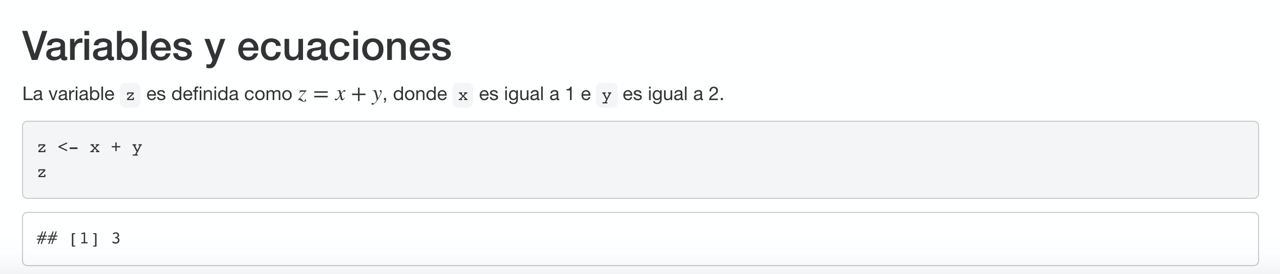 Variables y ecuaciones
La variable z es definida como z = x + y, donde x es igual a 1 e y es igual a 2.
z <- x + y
z
## [1] 3